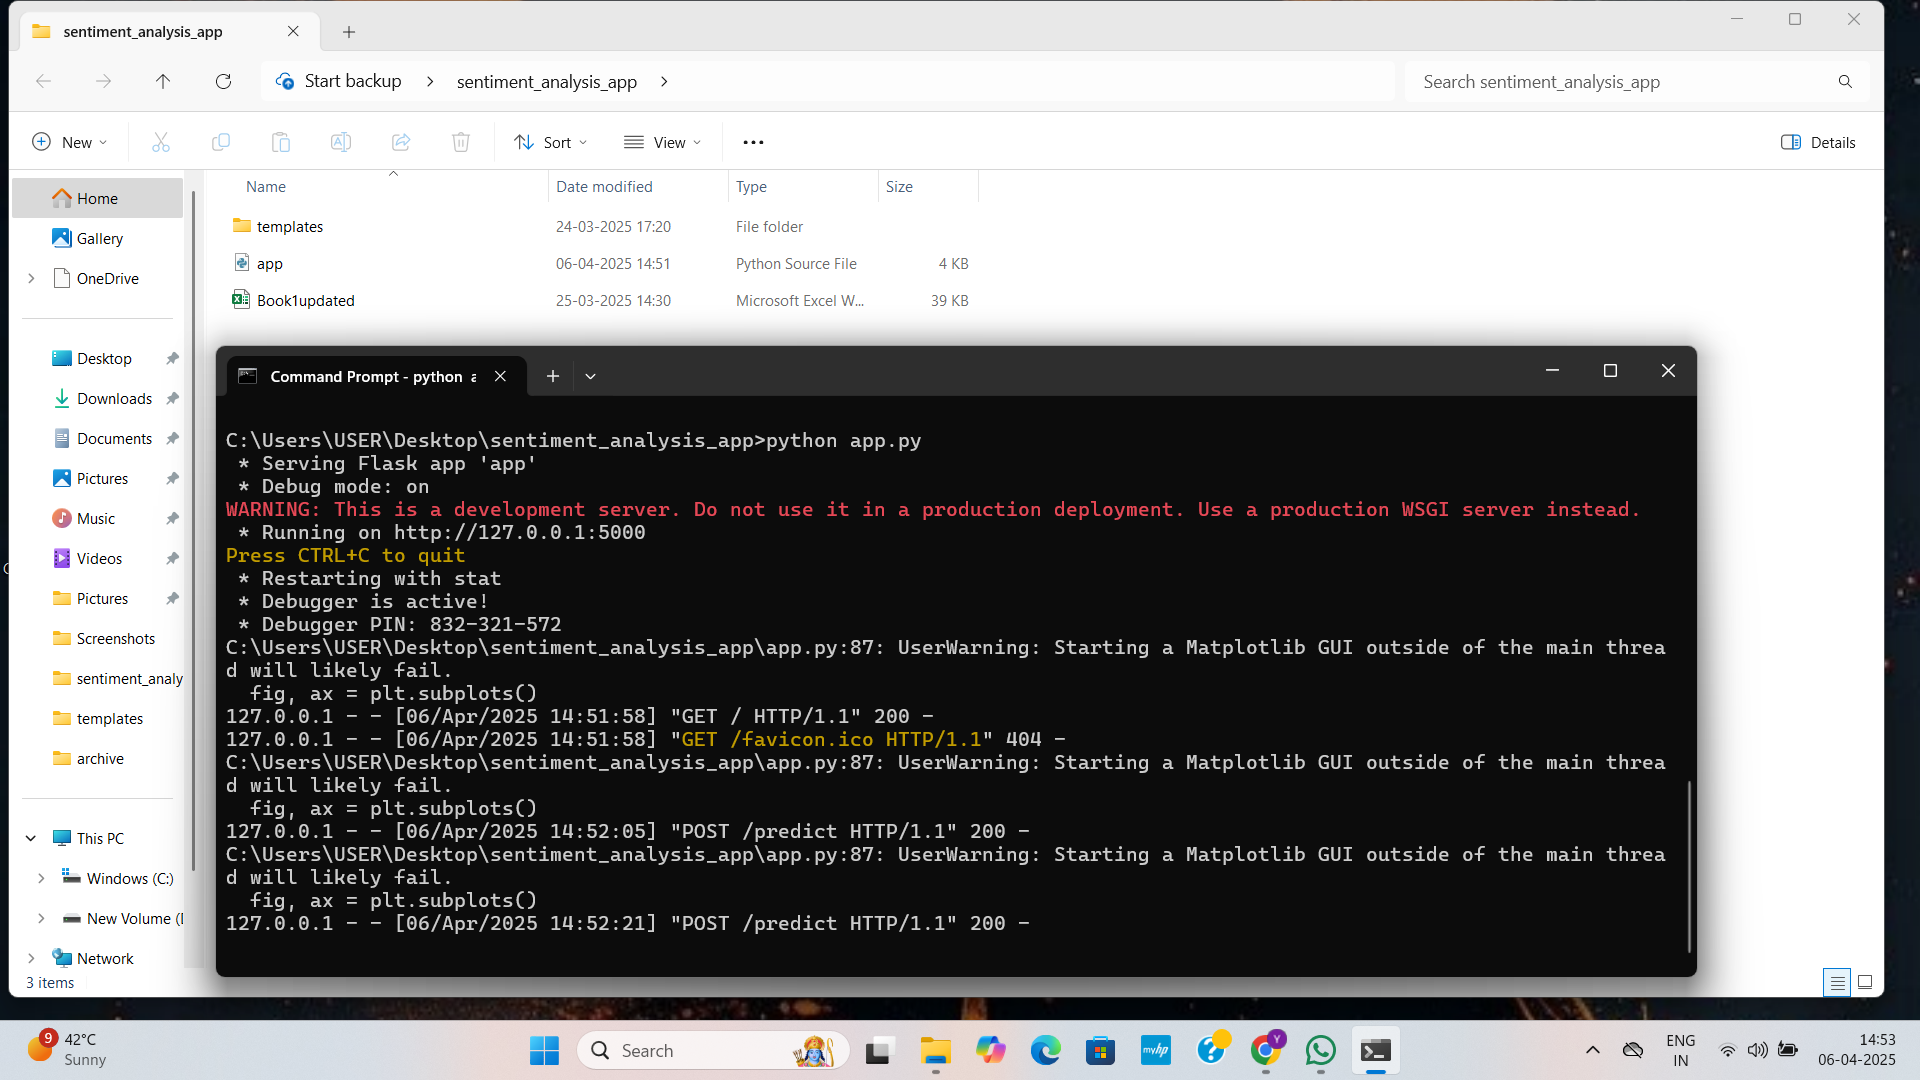 sentiment_analysis_app
Start backup
sentiment_analysis_app
Search sentiment_analysis_app
New
Sort
View
Details
Name
Date modified
Type
Size
templates
24-03-2025 17:20
File folder
app
06-04-2025 14:51
Python Source File
4 KB
Book1updated
25-03-2025 14:30
Microsoft Excel W...
39 KB
Home
Gallery
OneDrive
Desktop
Downloads
Documents
Pictures
Music
Videos
Pictures
Screenshots
sentiment_analy
templates
archive
This PC
Windows (C:)
New Volume (
Network
3 items
Command Prompt - python a
C:\Users\USER\Desktop\sentiment_analysis_app>python app.py
* Serving Flask app 'app'
* Debug mode: on
WARNING: This is a development server. Do not use it in a production deployment. Use a production WSGI server instead.
* Running on http://127.0.0.1:5000
Press CTRL+C to quit
* Restarting with stat
* Debugger is active!
* Debugger PIN: 832-321-572
C:\Users\USER\Desktop\sentiment_analysis_app\app.py:87: UserWarning: Starting a Matplotlib GUI outside of the main threa
d will likely fail.
fig, ax = plt.subplots()
127.0.0.1 - - [06/Apr/2025 14:51:58] "GET / HTTP/1.1" 200 -
127.0.0.1 - - [06/Apr/2025 14:51:58] "GET /favicon.ico HTTP/1.1" 404 -
C:\Users\USER\Desktop\sentiment_analysis_app\app.py:87: UserWarning: Starting a Matplotlib GUI outside of the main threa
d will likely fail.
fig, ax = plt.subplots()
127.0.0.1 - - [06/Apr/2025 14:52:05] "POST /predict HTTP/1.1" 200 -
C:\Users\USER\Desktop\sentiment_analysis_app\app.py:87: UserWarning: Starting a Matplotlib GUI outside of the main threa
d will likely fail.
fig, ax = plt.subplots()
127.0.0.1 - - [06/Apr/2025 14:52:21] "POST /predict HTTP/1.1" 200 -
9
42°C
Sunny
Search
myhp
Y
ENG
IN
14:53
06-04-2025